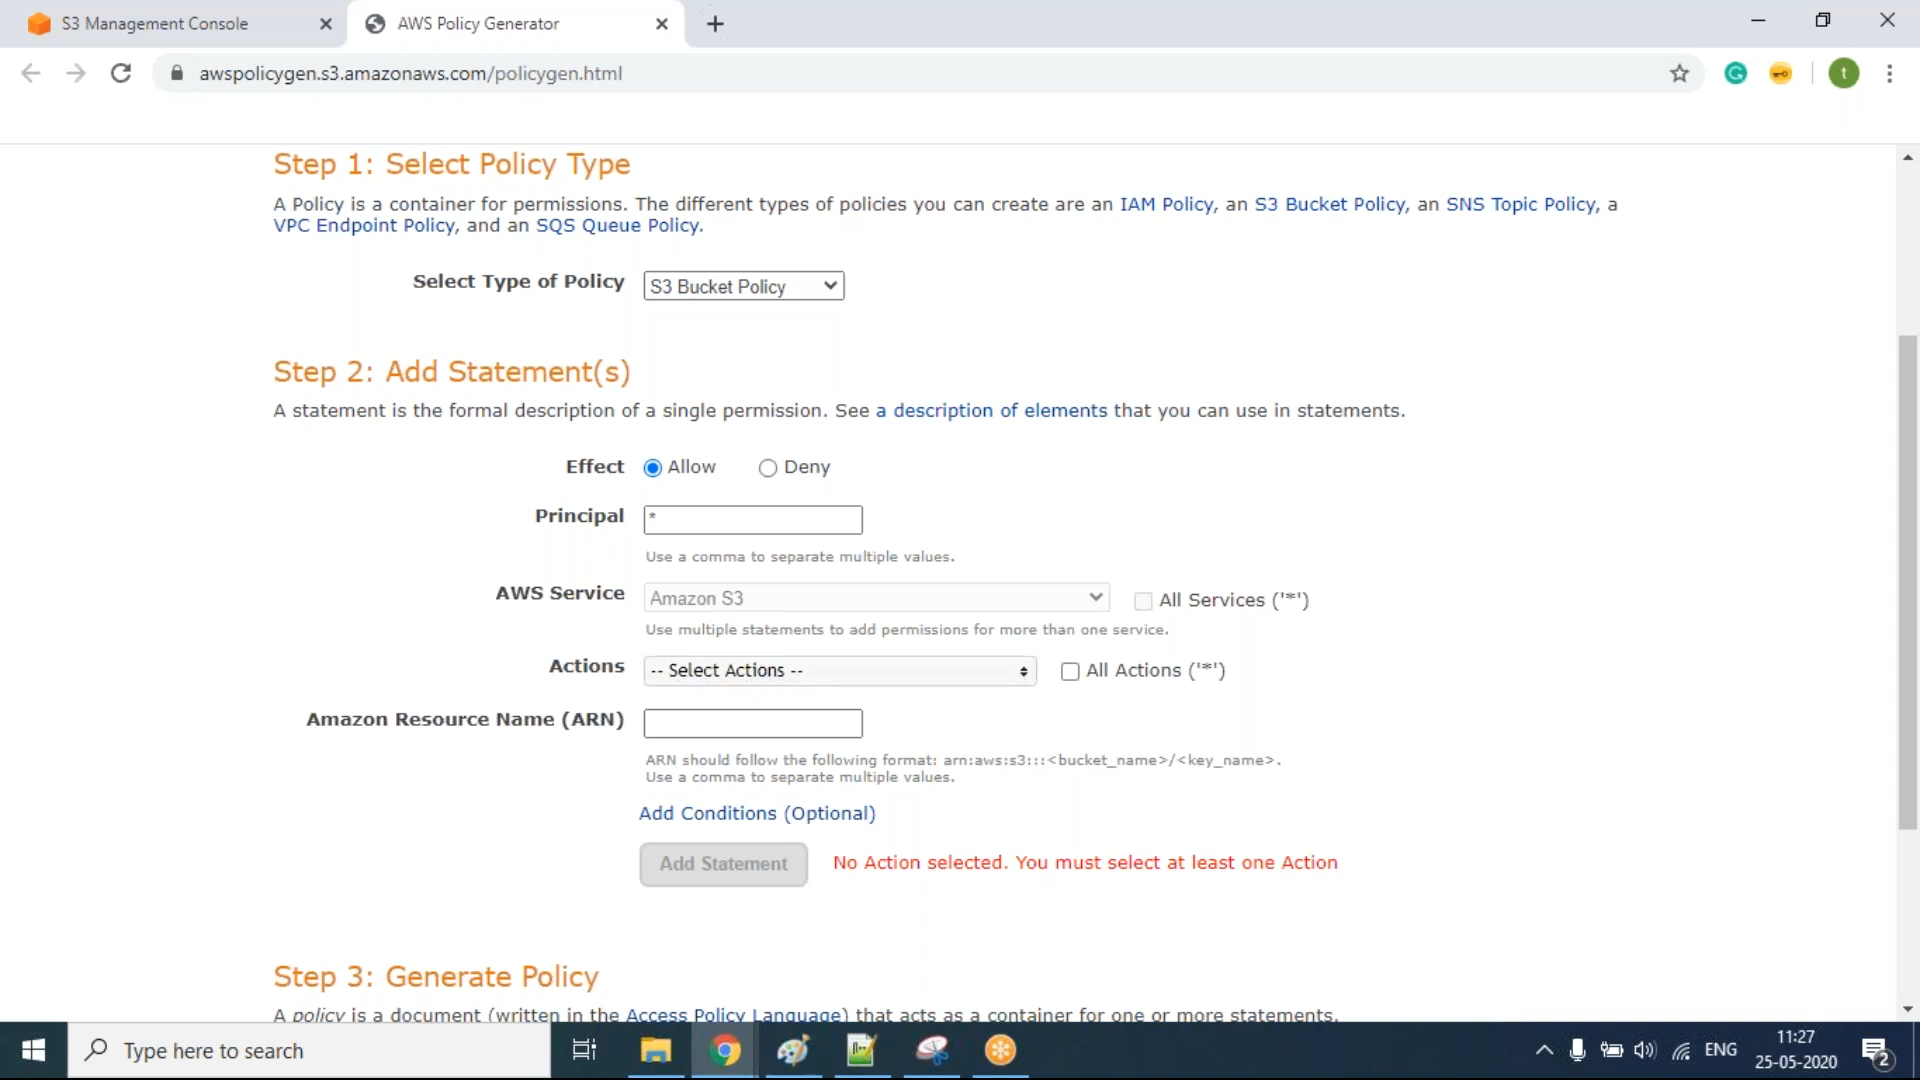 S3 Management Console
AWS Policy Generator
awspolicygen.s3.amazonaws.com/policygen.html
t
Step 1: Select Policy Type
A Policy is a container for permissions. The different types of policies you can create are an IAM Policy, an S3 Bucket Policy, an SNS Topic Policy, a
VPC Endpoint Policy, and an SQS Queue Policy.
Select Type of Policy S3 Bucket Policy
Step 2: Add Statement(s)
A statement is the formal description of a single permission. See a description of elements that you can use in statements.
Effect Allow Deny
Principal *
Use a comma to separate multiple values.
AWS Service Amazon S3 All Services ('*')
Use multiple statements to add permissions for more than one service.
Actions -- Select Actions -- All Actions ('*')
Amazon Resource Name (ARN)
ARN should follow the following format: arn:aws:s3:::<bucket_name>/<key_name>.
Use a comma to separate multiple values.
Add Conditions (Optional)
Add Statement No Action selected. You must select at least one Action
Step 3: Generate Policy
A policy is a document (written in the Access Policy Language) that acts as a container for one or more statements.
Type here to search
ENG
11:27
25-05-2020
2